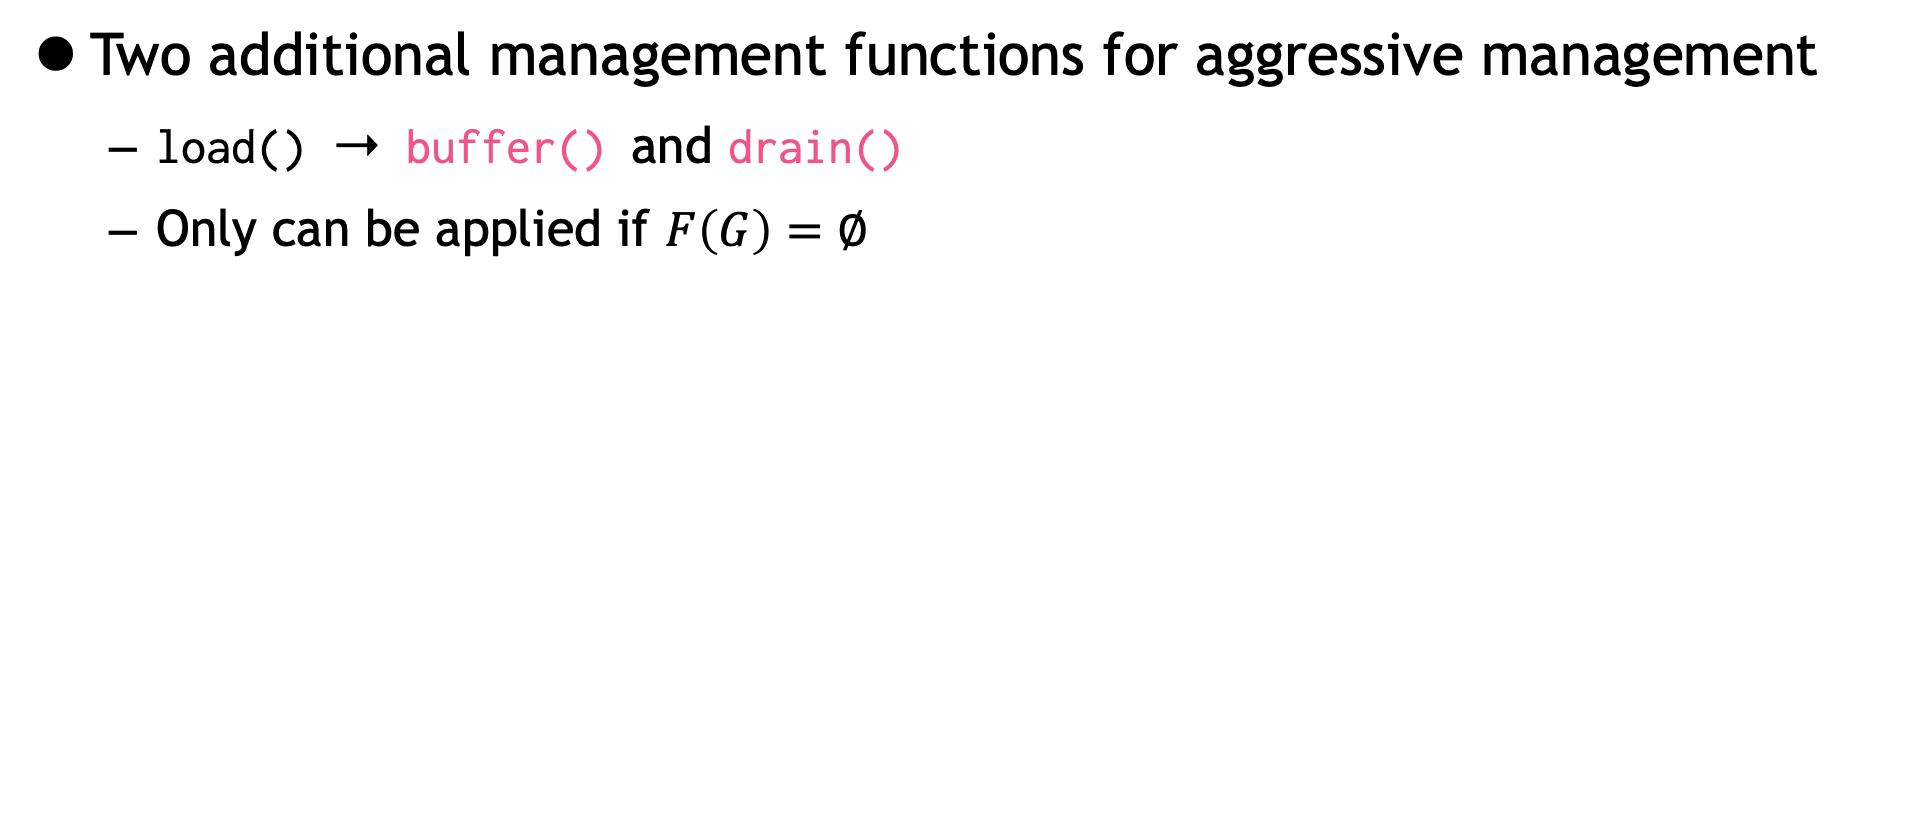 ● Two additional management functions for aggressive management
– load() → buffer() and drain()
– Only can be applied if F(G) = ∅